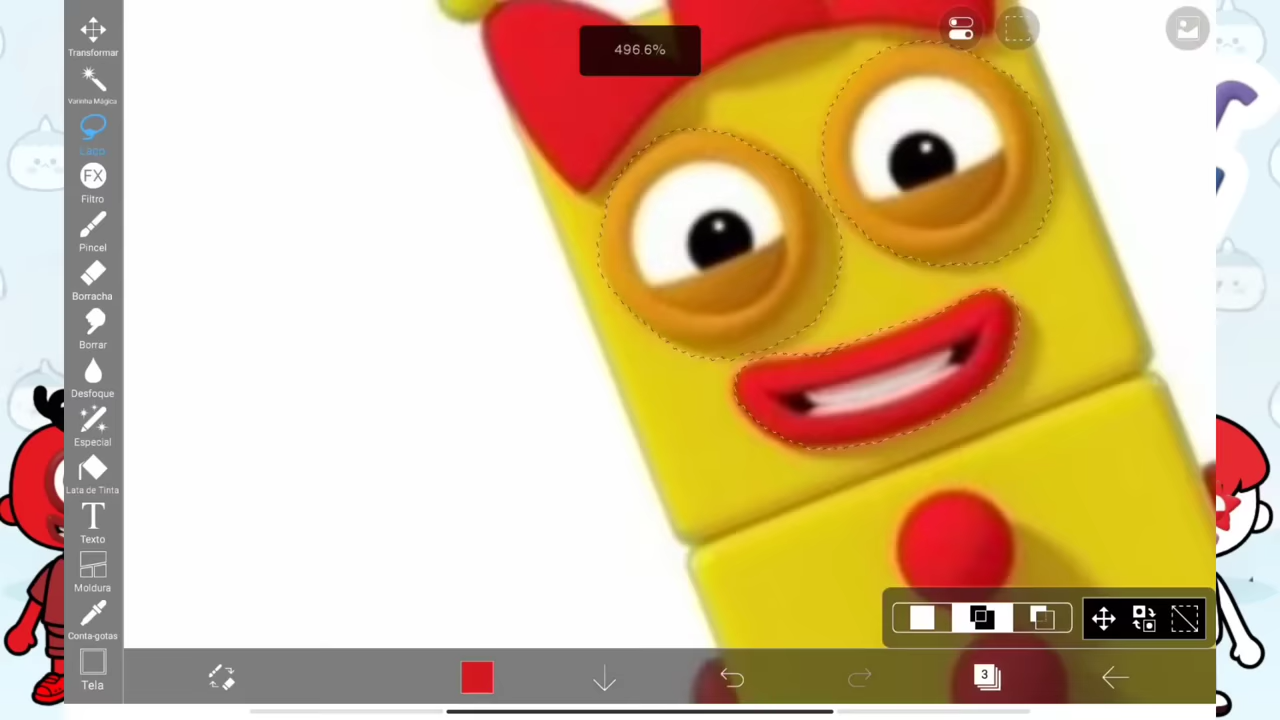 496.6%
Transformar
Varinha Mágica
Laço
FX
Filtro
Pincel
Borracha
Borrar
Desfoque
Especial
Lata de Tinta
T
Texto
Moldura
Conta-gotas
Tela
3